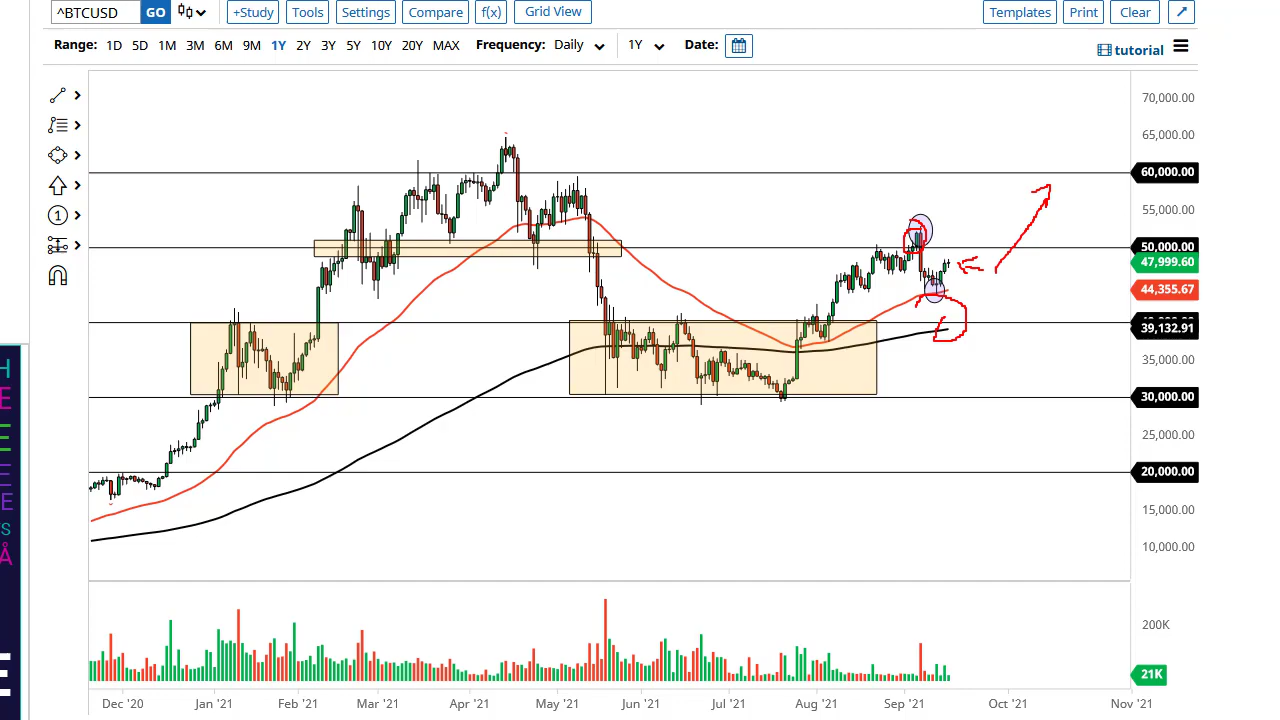 ^BTCUSD GO +Study Tools Settings Compare f(x) Grid View Templates Print Clear
Range: 1D 5D 1M 3M 6M 9M 1Y 2Y 3Y 5Y 10Y 20Y MAX Frequency: Daily 1Y Date: tutorial
70,000.00
65,000.00
60,000.00
55,000.00
50,000.00
47,999.60
44,355.67
39,132.91
35,000.00
30,000.00
25,000.00
20,000.00
15,000.00
10,000.00
200K
21K
Dec '20 Jan '21 Feb '21 Mar '21 Apr '21 May '21 Jun '21 Jul '21 Aug '21 Sep '21 Oct '21 Nov '21
1
H
E
E
E
E
S
Å
E